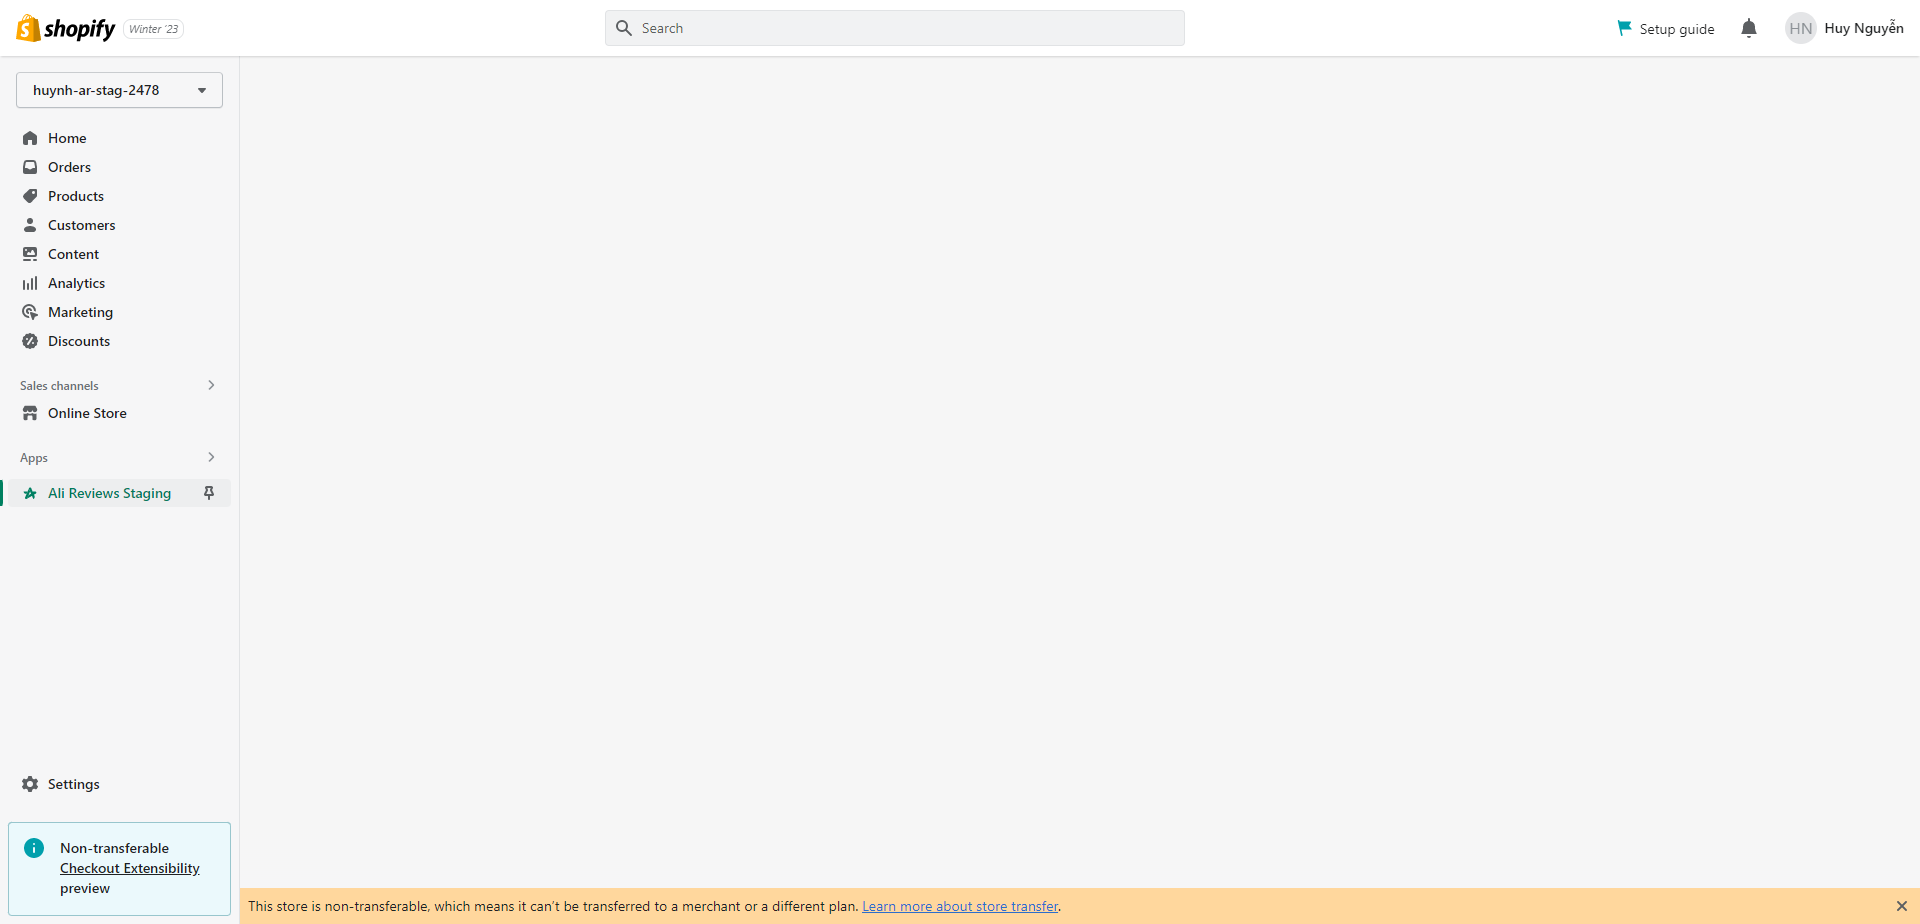 shopify Winter '23
Search
Setup guide
HN Huy Nguyễn
huynh-ar-stag-2478
Home
Orders
Products
Customers
Content
Analytics
Marketing
Discounts
Sales channels
Online Store
Apps
Ali Reviews Staging
Settings
Non-transferable
Checkout Extensibility
preview
This store is non-transferable, which means it can't be transferred to a merchant or a different plan. Learn more about store transfer.